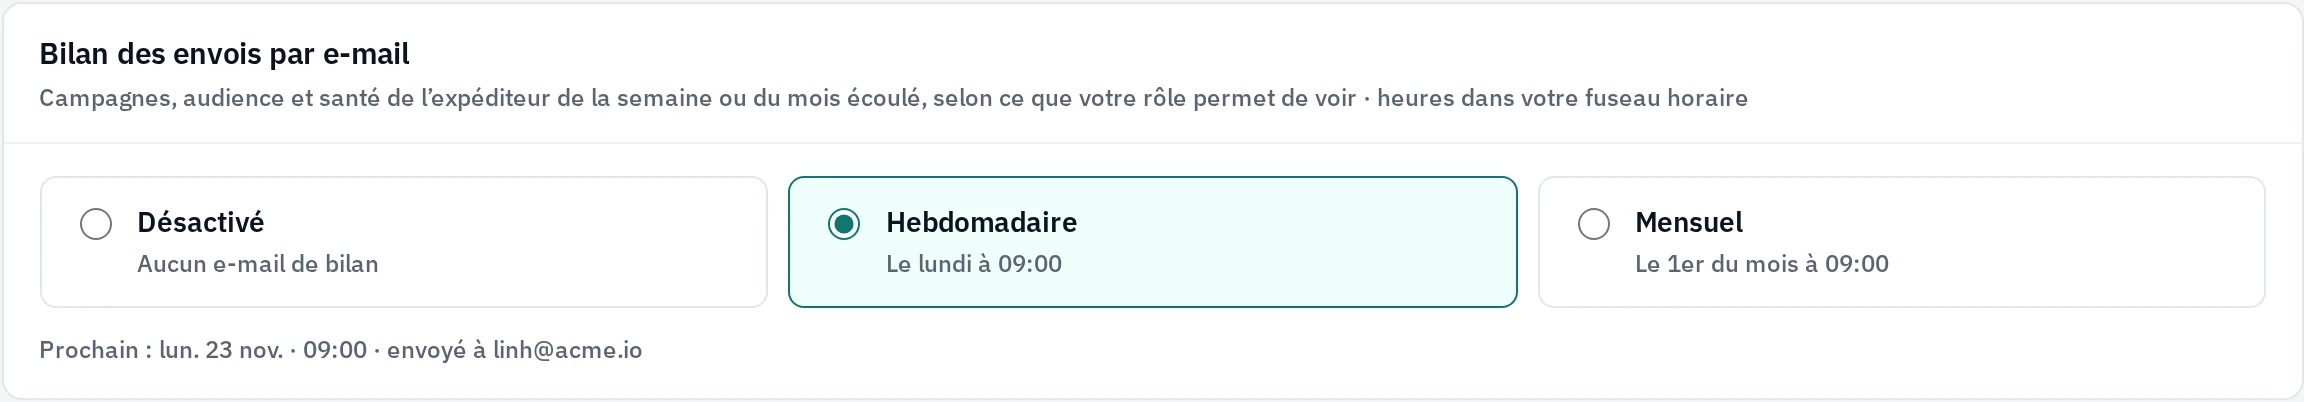 Bilan des envois par e-mail
Campagnes, audience et santé de l’expéditeur de la semaine ou du mois écoulé, selon ce que votre rôle permet de voir · heures dans votre fuseau horaire
Désactivé
Aucun e-mail de bilan
Hebdomadaire
Le lundi à 09:00
Mensuel
Le 1er du mois à 09:00
Prochain : lun. 23 nov. · 09:00 · envoyé à linh@acme.io